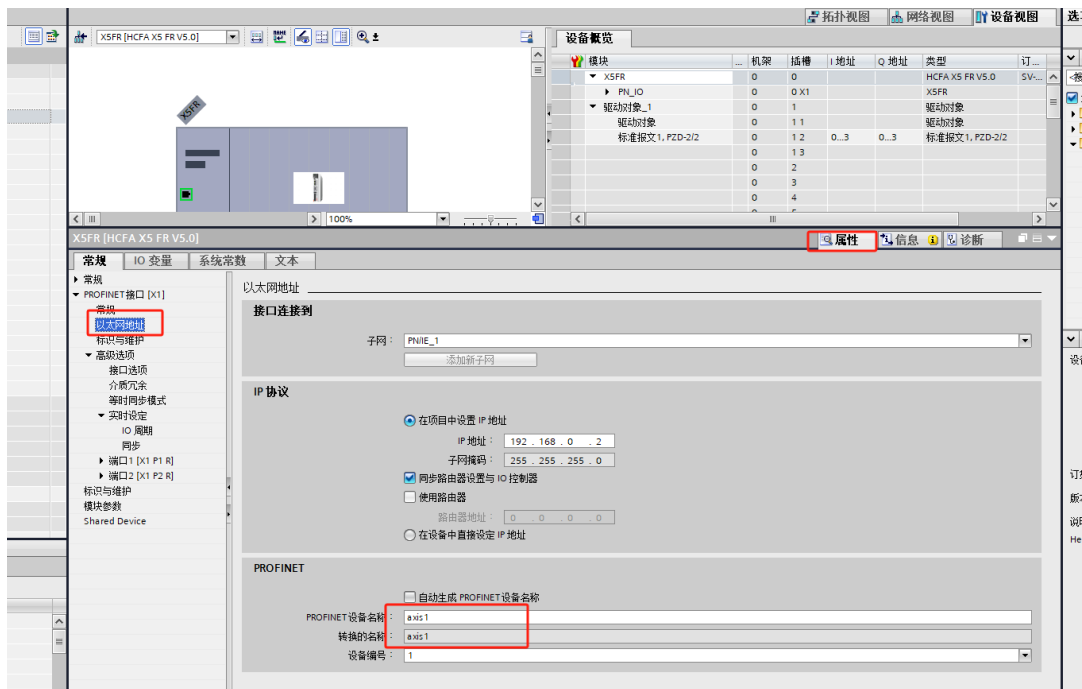 拓扑视图 网络视图 设备视图 选
X5FR [HCFA X5 FR V5.0]
设备概览
模块 ... 机架 插槽 I 地址 Q 地址 类型 订...
X5FR 0 0 HCFA X5 FR V5.0 SV-...
PN_IO 0 0 X1 X5FR
驱动对象_1 0 1 驱动对象
驱动对象 0 1 1 驱动对象
标准报文1, PZD-2/2 0 1 2 0...3 0...3 标准报文1, PZD-2/2
0 1 3
0 2
0 3
0 4
X5FR
100%
X5FR [HCFA X5 FR V5.0]
属性 信息 诊断
常规 IO 变量 系统常数 文本
常规
PROFINET接口 [X1]
常规
以太网地址
标识与维护
高级选项
接口选项
介质冗余
等时同步模式
实时设定
IO 周期
同步
端口1 [X1 P1 R]
端口2 [X1 P2 R]
标识与维护
模块参数
Shared Device
以太网地址
接口连接到
子网： PN/IE_1
添加新子网
IP 协议
在项目中设置 IP 地址
IP 地址： 192 . 168 . 0 . 2
子网掩码： 255 . 255 . 255 . 0
同步路由器设置与 IO 控制器
使用路由器
路由器地址： 0 . 0 . 0 . 0
在设备中直接设定 IP 地址
PROFINET
自动生成 PROFINET 设备名称
PROFINET 设备名称： axis1
转换的名称： axis1
设备编号： 1
设
订
版
说
He